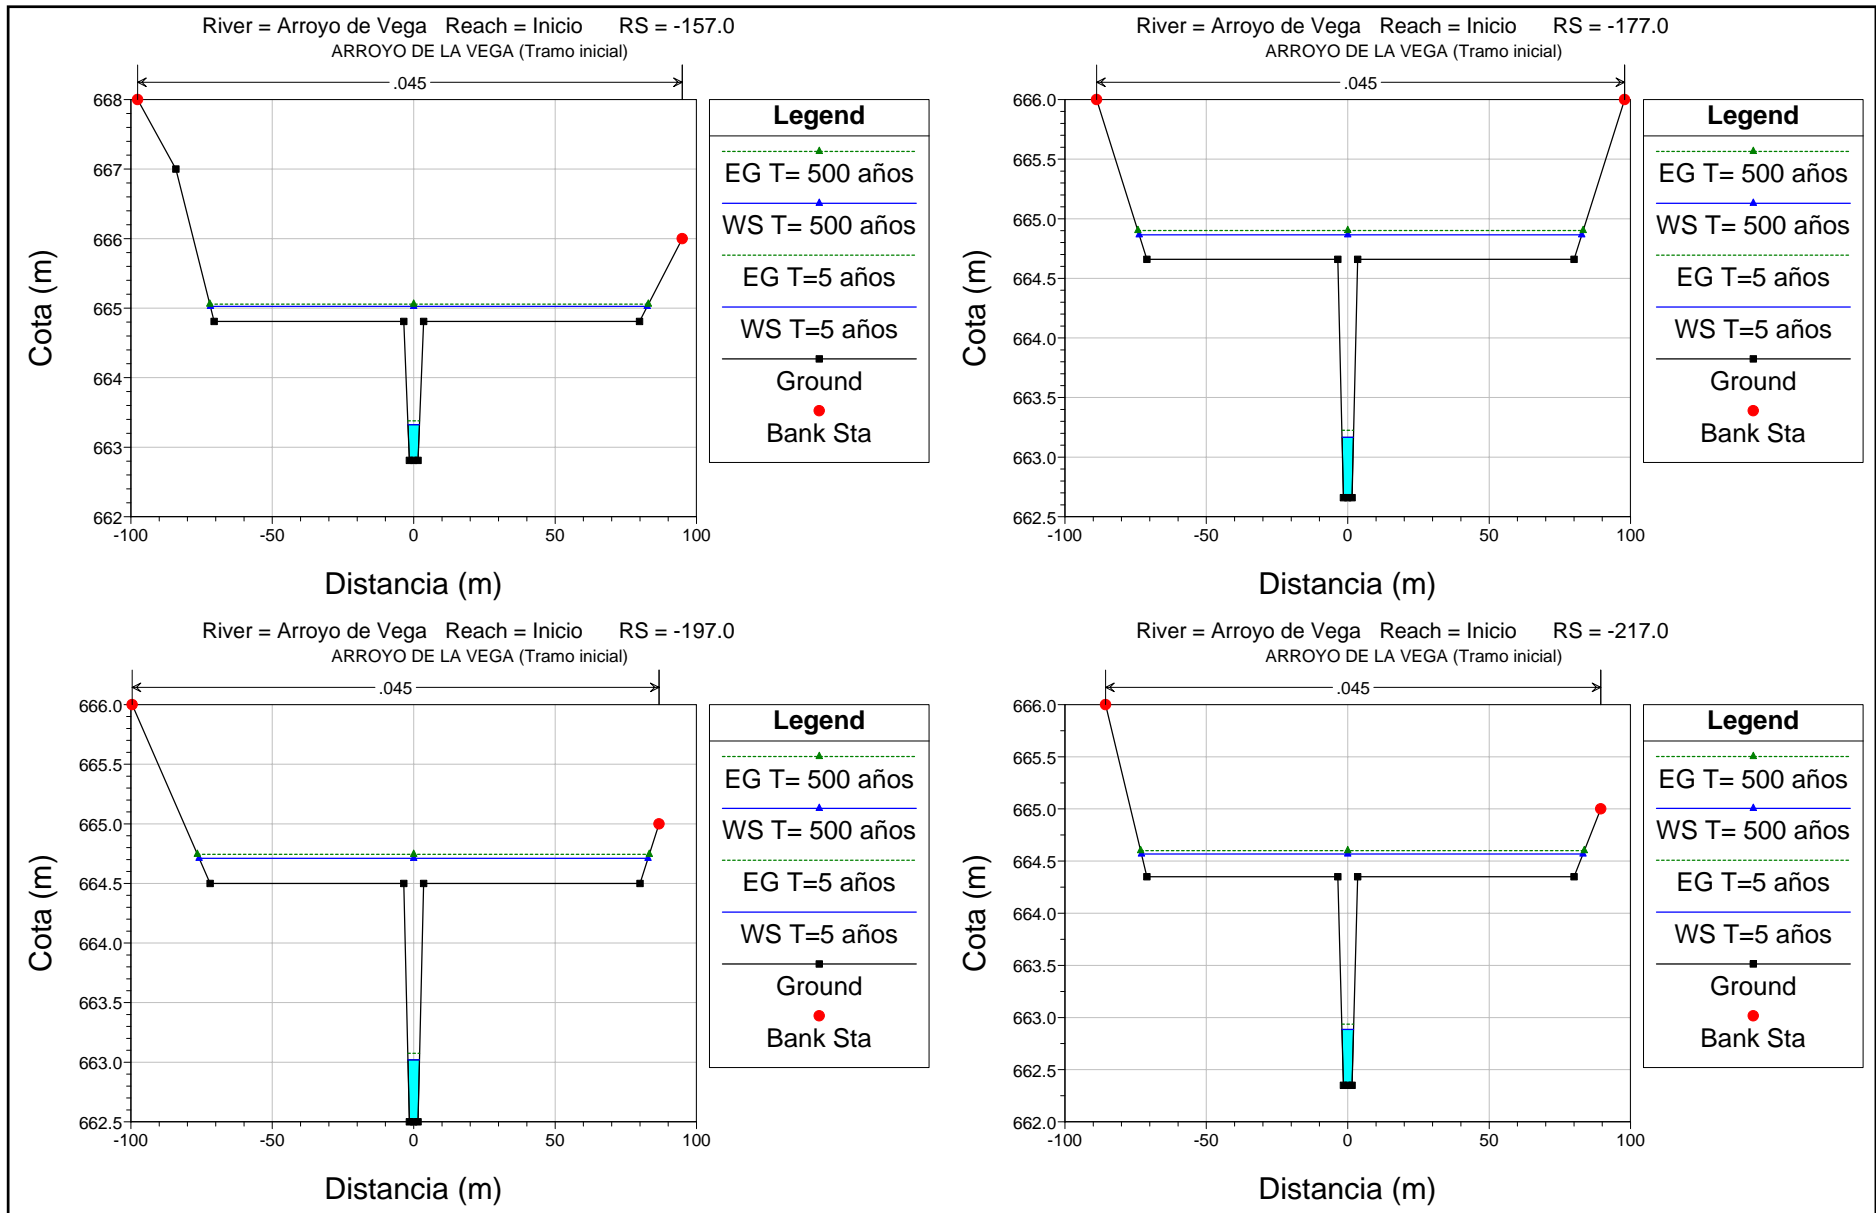 River = Arroyo de Vega Reach = Inicio RS = -157.0
ARROYO DE LA VEGA (Tramo inicial)
.045
668
667
666
665
664
663
662
-100
-50
0
50
100
Cota (m)
Distancia (m)
Legend
EG T= 500 años
WS T= 500 años
EG T=5 años
WS T=5 años
Ground
Bank Sta
River = Arroyo de Vega Reach = Inicio RS = -177.0
ARROYO DE LA VEGA (Tramo inicial)
.045
666.0
665.5
665.0
664.5
664.0
663.5
663.0
662.5
-100
-50
0
50
100
Cota (m)
Distancia (m)
Legend
EG T= 500 años
WS T= 500 años
EG T=5 años
WS T=5 años
Ground
Bank Sta
River = Arroyo de Vega Reach = Inicio RS = -197.0
ARROYO DE LA VEGA (Tramo inicial)
.045
666.0
665.5
665.0
664.5
664.0
663.5
663.0
662.5
-100
-50
0
50
100
Cota (m)
Distancia (m)
Legend
EG T= 500 años
WS T= 500 años
EG T=5 años
WS T=5 años
Ground
Bank Sta
River = Arroyo de Vega Reach = Inicio RS = -217.0
ARROYO DE LA VEGA (Tramo inicial)
.045
666.0
665.5
665.0
664.5
664.0
663.5
663.0
662.5
662.0
-100
-50
0
50
100
Cota (m)
Distancia (m)
Legend
EG T= 500 años
WS T= 500 años
EG T=5 años
WS T=5 años
Ground
Bank Sta